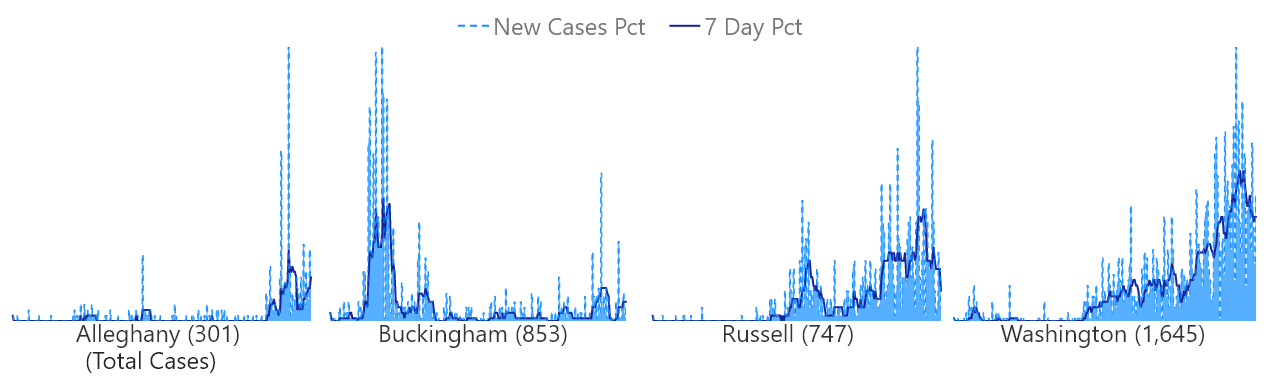 New Cases Pct 7 Day Pct
Alleghany (301) Buckingham (853) Russell (747) Washington (1,645)
(Total Cases)